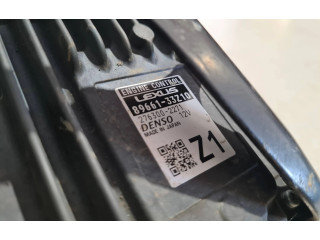 ENGINE CONTROL
LEXUS
89661-33Z10
DENSO 12V
MADE IN JAPAN
Z1